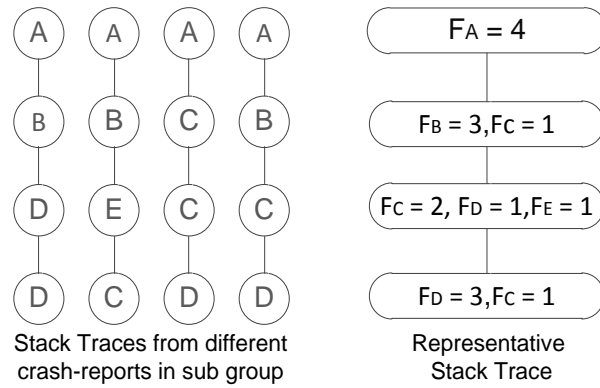 A A A A
FA = 4
B B C B
FB = 3,FC = 1
D E C C
FC = 2, FD = 1,FE = 1
D C D D
FD = 3,FC = 1
Stack Traces from different
crash-reports in sub group
Representative
Stack Trace